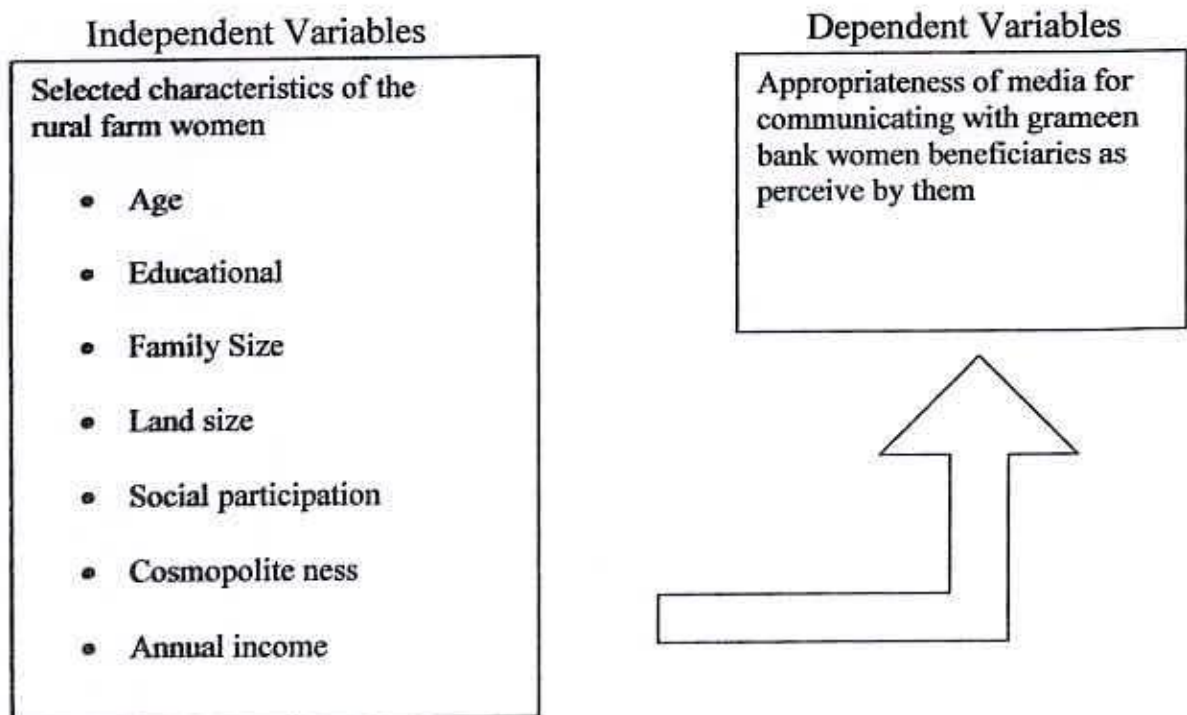 Independent Variables
Selected characteristics of the
rural farm women
• Age
• Educational
• Family Size
• Land size
• Social participation
• Cosmopolite ness
• Annual income
Dependent Variables
Appropriateness of media for
communicating with grameen
bank women beneficiaries as
perceive by them